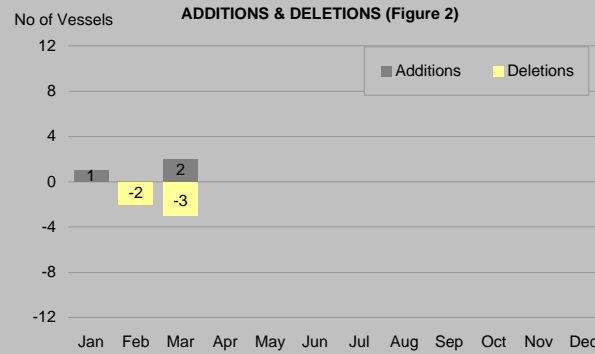 ADDITIONS & DELETIONS (Figure 2)
No of Vessels
Additions Deletions
12
8
4
0
-4
-8
-12
1
2
-2
-3
Jan Feb Mar Apr May Jun Jul Aug Sep Oct Nov Dec